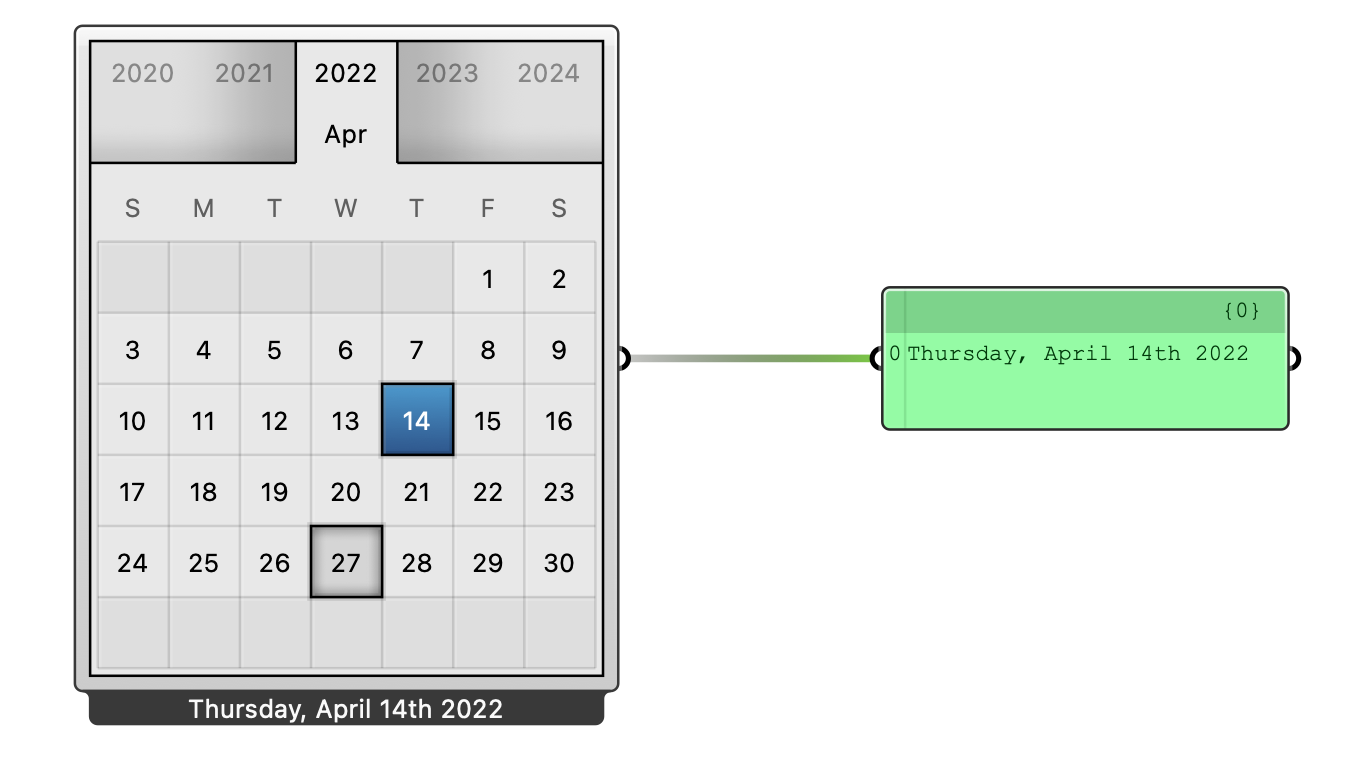 2020 2021 2022 2023 2024
Apr
S M T W T F S
1 2
3 4 5 6 7 8 9
10 11 12 13 14 15 16
17 18 19 20 21 22 23
24 25 26 27 28 29 30
Thursday, April 14th 2022
{0}
0 Thursday, April 14th 2022